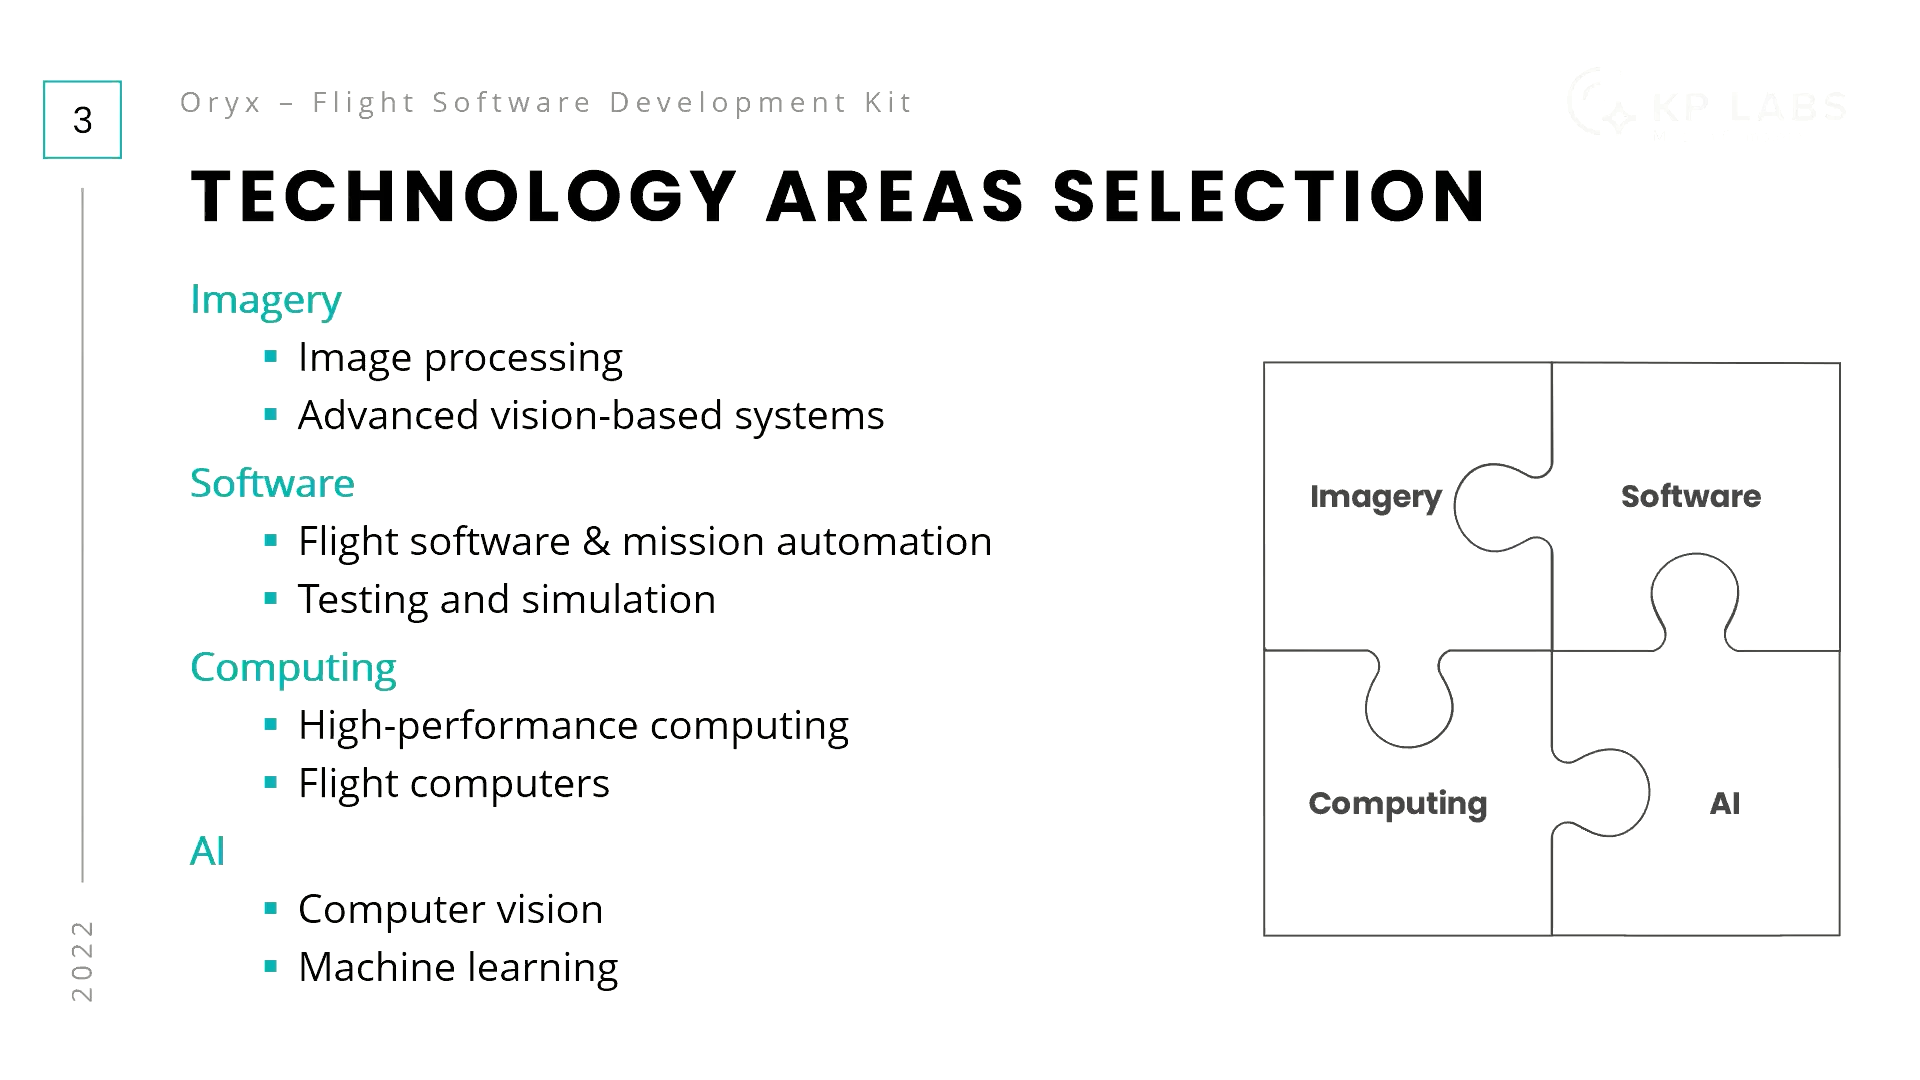 3
Oryx – Flight Software Development Kit
KP LABS
TECHNOLOGY AREAS SELECTION
Imagery
▪ Image processing
▪ Advanced vision-based systems
Software
▪ Flight software & mission automation
▪ Testing and simulation
Computing
▪ High-performance computing
▪ Flight computers
AI
▪ Computer vision
▪ Machine learning
Imagery
Software
Computing
AI
2022